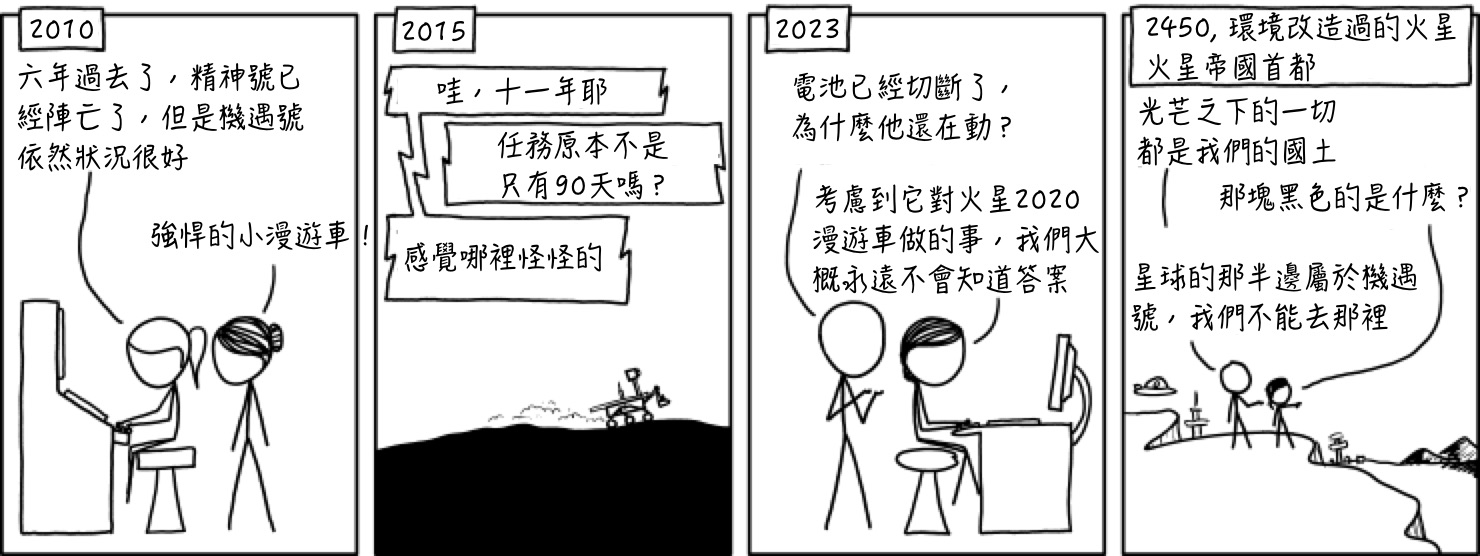 2010
六年過去了，精神號已
經陣亡了，但是機遇號
依然狀況很好
強悍的小漫遊車！
2015
哇，十一年耶
任務原本不是
只有90天嗎？
感覺哪裡怪怪的
2023
電池已經切斷了，
為什麼他還在動？
考慮到它對火星2020
漫遊車做的事，我們大
概永遠不會知道答案
2450, 環境改造過的火星
火星帝國首都
光芒之下的一切
都是我們的國土
那塊黑色的是什麼？
星球的那半邊屬於機遇
號，我們不能去那裡